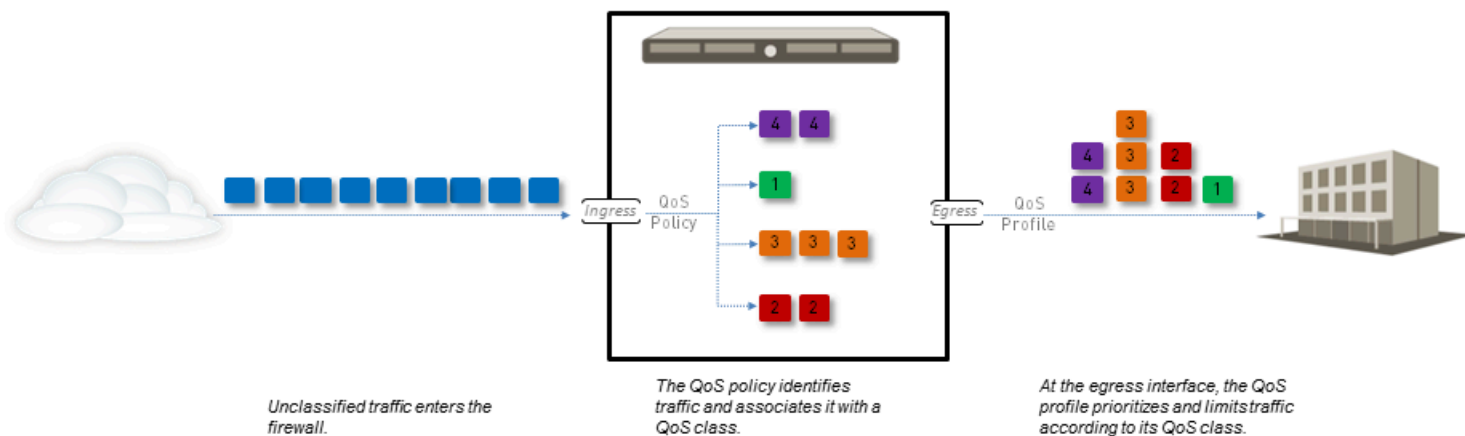 4 4
1
3 3 3
2 2
Ingress
QoS
Policy
Egress
QoS
Profile
3
4 3 2
4 3 2 1
Unclassified traffic enters the
firewall.
The QoS policy identifies
traffic and associates it with a
QoS class.
At the egress interface, the QoS
profile prioritizes and limits traffic
according to its QoS class.